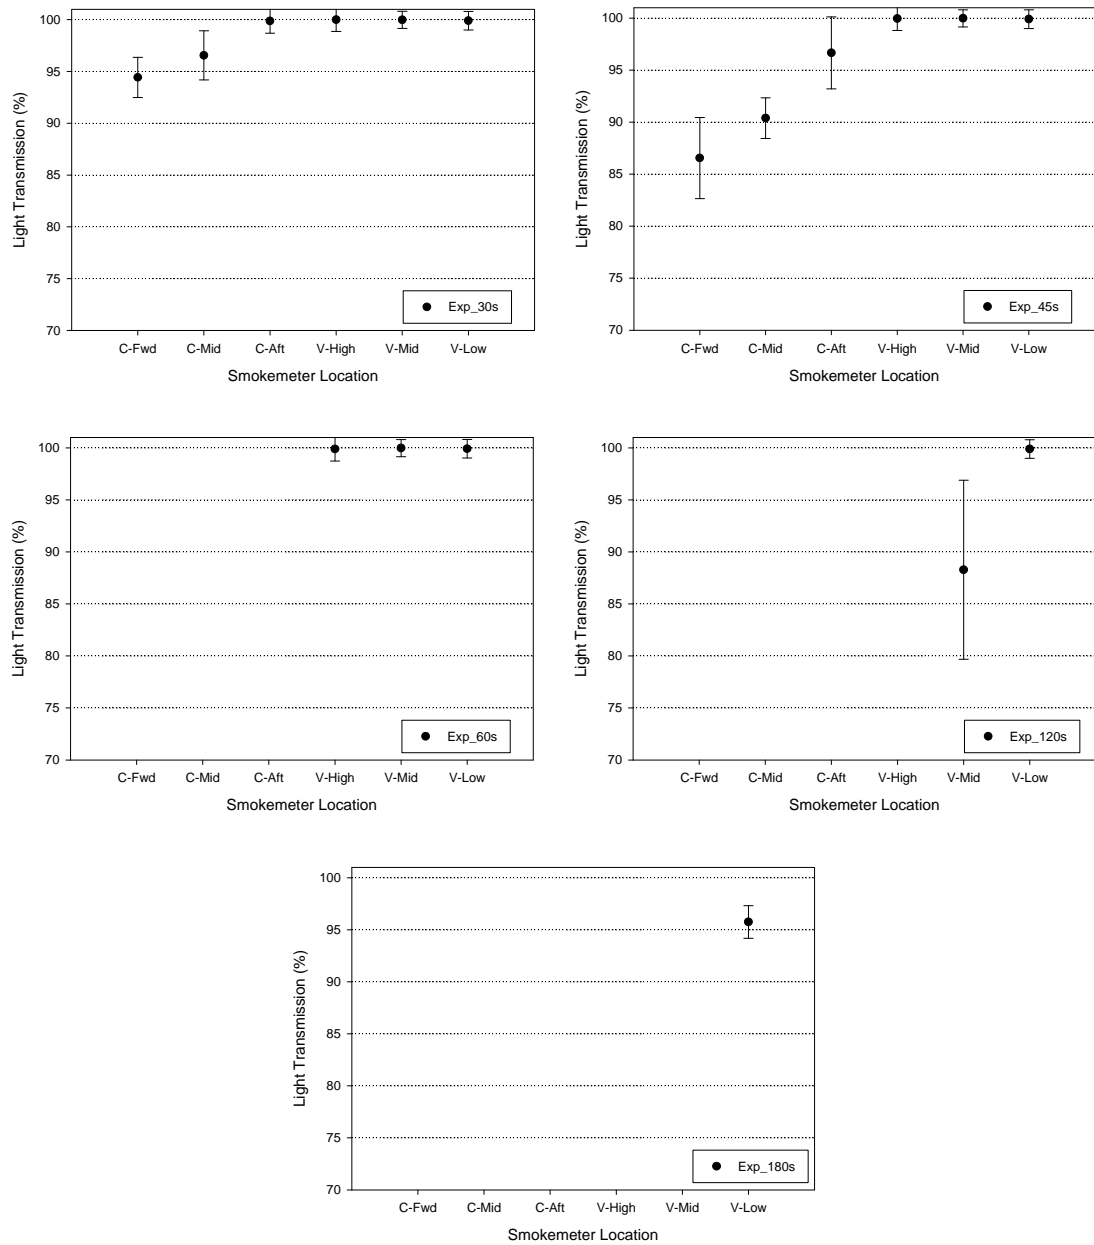 Light Transmission (%)
100
95
90
85
80
75
70
Exp_30s
C-Fwd C-Mid C-Aft V-High V-Mid V-Low
Smokemeter Location
Light Transmission (%)
100
95
90
85
80
75
70
Exp_45s
C-Fwd C-Mid C-Aft V-High V-Mid V-Low
Smokemeter Location
Light Transmission (%)
100
95
90
85
80
75
70
Exp_60s
C-Fwd C-Mid C-Aft V-High V-Mid V-Low
Smokemeter Location
Light Transmission (%)
100
95
90
85
80
75
70
Exp_120s
C-Fwd C-Mid C-Aft V-High V-Mid V-Low
Smokemeter Location
Light Transmission (%)
100
95
90
85
80
75
70
Exp_180s
C-Fwd C-Mid C-Aft V-High V-Mid V-Low
Smokemeter Location